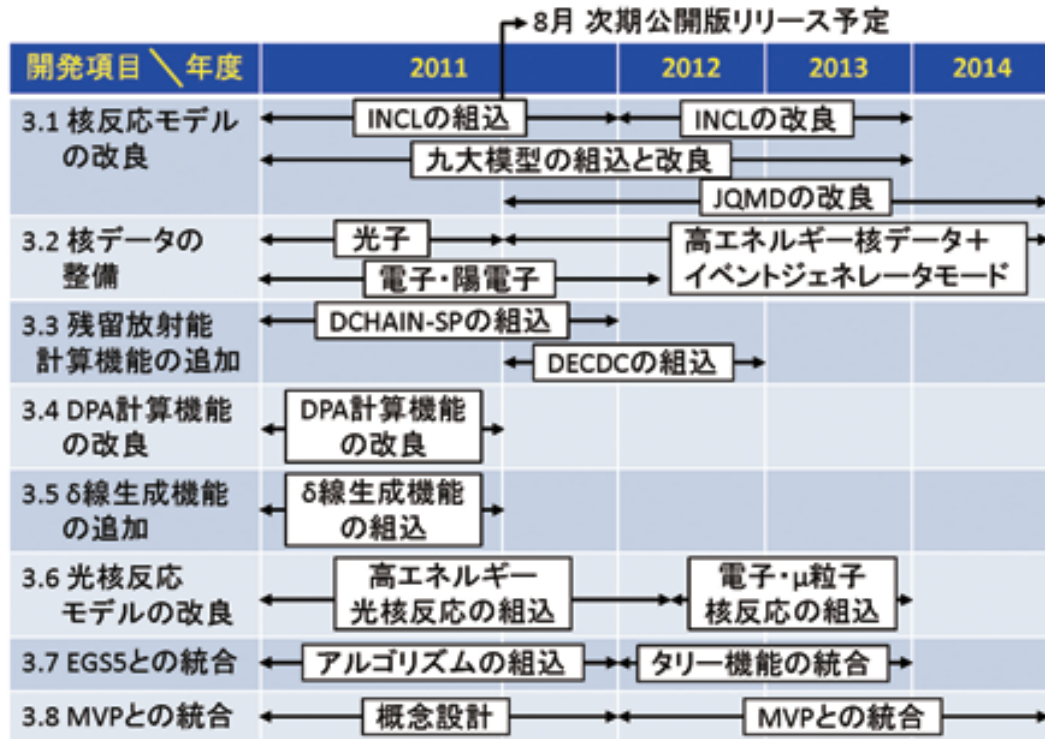 8月 次期公開版リリース予定
開発項目＼年度 2011 2012 2013 2014
3.1 核反応モデル
の改良
INCLの組込 INCLの改良
九大模型の組込と改良
JQMDの改良
3.2 核データの
整備
光子
電子・陽電子
高エネルギー核データ＋
イベントジェネレータモード
3.3 残留放射能
計算機能の追加
DCHAIN-SPの組込
DECDCの組込
3.4 DPA計算機能
の改良
DPA計算機能
の改良
3.5 δ線生成機能
の追加
δ線生成機能
の組込
3.6 光核反応
モデルの改良
高エネルギー
光核反応の組込
電子・μ粒子
核反応の組込
3.7 EGS5との統合 アルゴリズムの組込 タリー機能の統合
3.8 MVPとの統合 概念設計 MVPとの統合